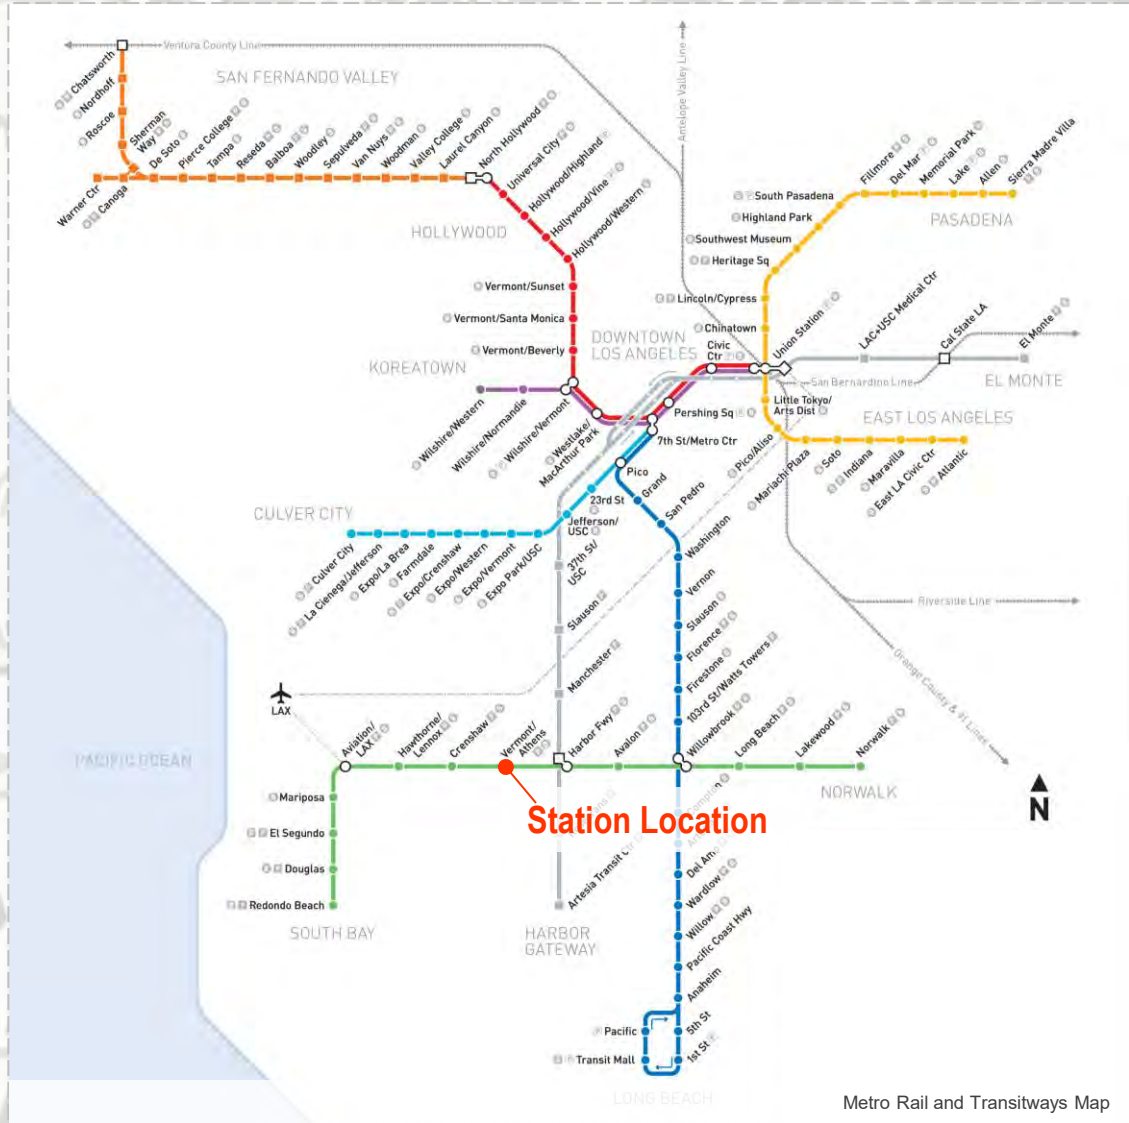 Ventura County Line
Antelope Valley Line
SAN FERNANDO VALLEY
Chatsworth
Nordhoff
Roscoe
Sherman
Way
Warner Ctr
Canoga
De Soto
Pierce College
Tampa
Reseda
Balboa
Woodley
Sepulveda
Van Nuys
Woodman
Valley College
Laurel Canyon
North Hollywood
Universal City
Hollywood/Highland
Hollywood/Vine
Hollywood/Western
HOLLYWOOD
Vermont/Sunset
Vermont/Santa Monica
Vermont/Beverly
KOREATOWN
DOWNTOWN
LOS ANGELES
Civic
Ctr
Fillmore
Del Mar
Memorial Park
Lake
Allen
Sierra Madre Villa
PASADENA
South Pasadena
Highland Park
Southwest Museum
Heritage Sq
Lincoln/Cypress
Chinatown
Union Station
LAC+USC Medical Ctr
Cal State LA
El Monte
San Bernardino Line
EL MONTE
Little Tokyo/
Arts Dist
EAST LOS ANGELES
Wilshire/Western
Wilshire/Normandie
Wilshire/Vermont
Westlake/
MacArthur Park
Pershing Sq
7th St/Metro Ctr
Pico/Aliso
Mariachi Plaza
Soto
Indiana
Maravilla
East LA Civic Ctr
Atlantic
CULVER CITY
Culver City
La Cienega/Jefferson
Expo/La Brea
Farmdale
Expo/Crenshaw
Expo/Western
Expo/Vermont
Expo Park/USC
Jefferson/
USC
23rd St
Pico
Grand
San Pedro
Washington
Vernon
Slauson
Florence
Firestone
103rd St/Watts Towers
37th St/
USC
Slauson
Manchester
Riverside Line
Orange County & 91 Lines
LAX
PACIFIC OCEAN
Aviation/
LAX
Hawthorne/
Lennox
Crenshaw
Vermont/
Athens
Harbor Fwy
Avalon
Willowbrook
Long Beach
Lakewood
Norwalk
NORWALK
N
Station Location
Mariposa
El Segundo
Douglas
Redondo Beach
SOUTH BAY
HARBOR
GATEWAY
Artesia Transit Ctr
Compton
Del Amo
Wardlow
Willow
Pacific Coast Hwy
Anaheim
5th St
1st St
Pacific
Transit Mall
LONG BEACH
Metro Rail and Transitways Map